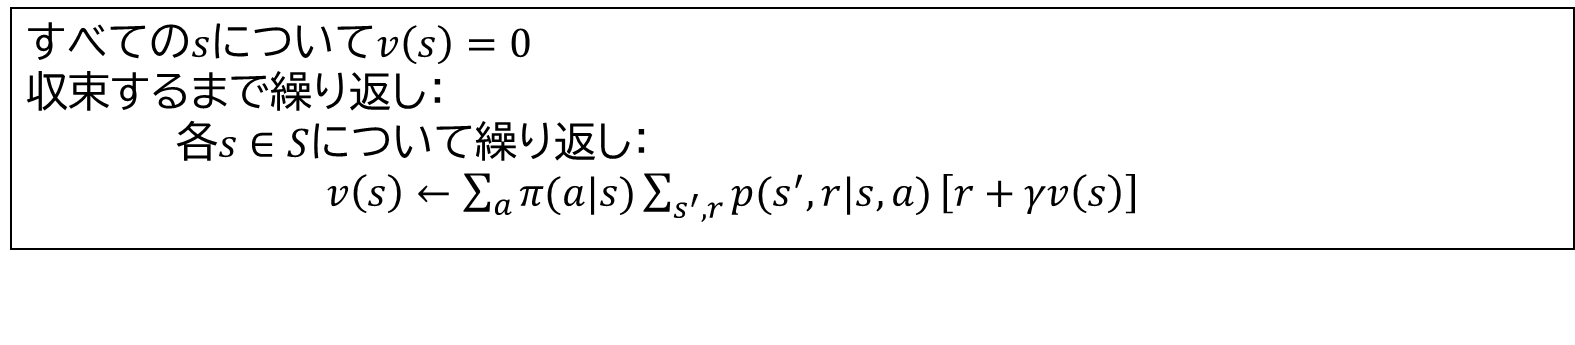 すべての𝑠について𝑣(𝑠) = 0
収束するまで繰り返し：
各𝑠 ∈ 𝑆について繰り返し：
𝑣(𝑠) ← ∑ₐ 𝜋(𝑎|𝑠) ∑_{𝑠′,𝑟} 𝑝(𝑠′, 𝑟|𝑠, 𝑎) [𝑟 + 𝛾𝑣(𝑠)]